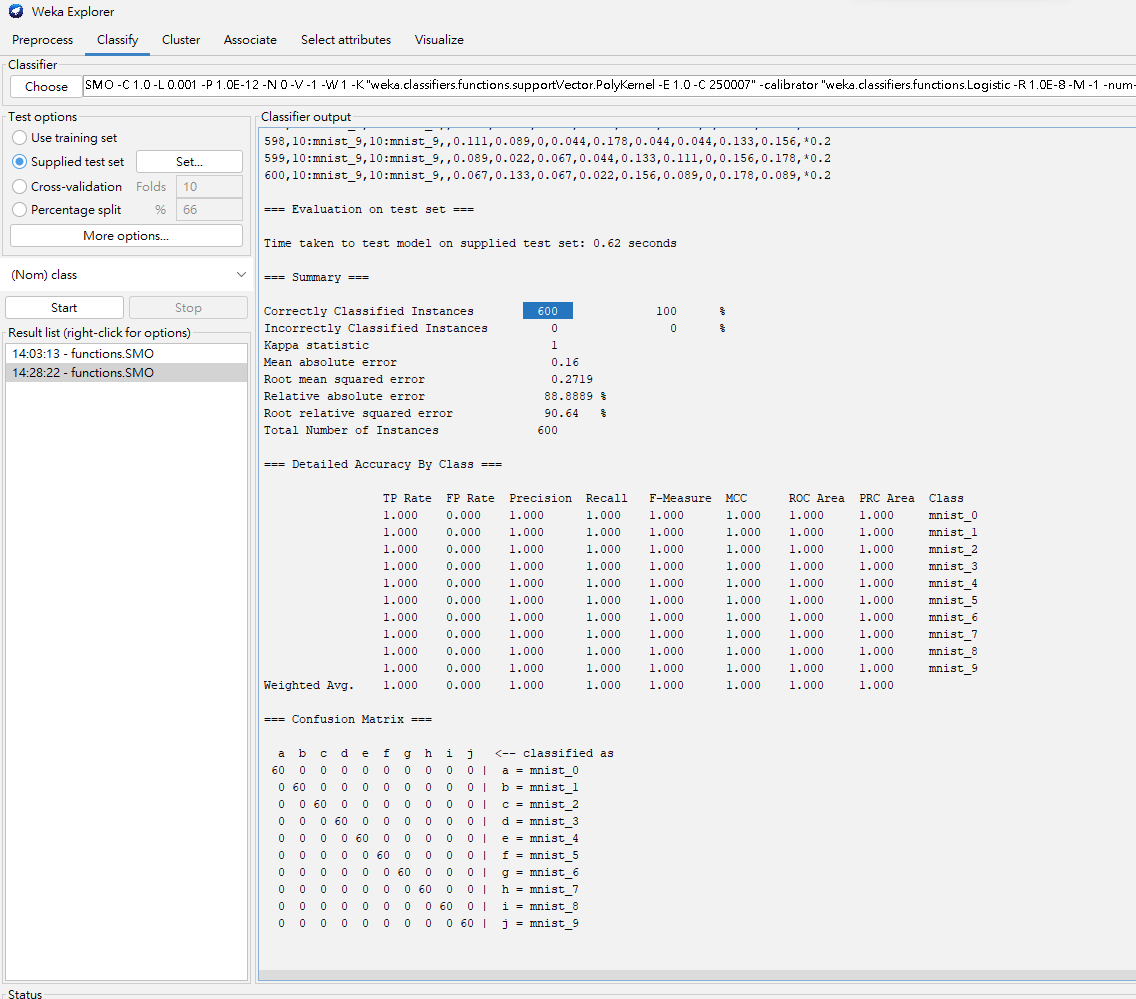 Weka Explorer
Preprocess Classify Cluster Associate Select attributes Visualize
Classifier
Choose SMO -C 1.0 -L 0.001 -P 1.0E-12 -N 0 -V -1 -W 1 -K "weka.classifiers.functions.supportVector.PolyKernel -E 1.0 -C 250007" -calibrator "weka.classifiers.functions.Logistic -R 1.0E-8 -M -1 -num-
Test options
Use training set
Supplied test set Set...
Cross-validation Folds 10
Percentage split % 66
More options...
(Nom) class
Start Stop
Result list (right-click for options)
14:03:13 - functions.SMO
14:28:22 - functions.SMO
Classifier output
598,10:mnist_9,10:mnist_9,,0.111,0.089,0,0.044,0.178,0.044,0.044,0.133,0.156,*0.2
599,10:mnist_9,10:mnist_9,,0.089,0.022,0.067,0.044,0.133,0.111,0,0.156,0.178,*0.2
600,10:mnist_9,10:mnist_9,,0.067,0.133,0.067,0.022,0.156,0.089,0,0.178,0.089,*0.2
=== Evaluation on test set ===
Time taken to test model on supplied test set: 0.62 seconds
=== Summary ===
Correctly Classified Instances 600 100 %
Incorrectly Classified Instances 0 0 %
Kappa statistic 1
Mean absolute error 0.16
Root mean squared error 0.2719
Relative absolute error 88.8889 %
Root relative squared error 90.64 %
Total Number of Instances 600
=== Detailed Accuracy By Class ===
TP Rate FP Rate Precision Recall F-Measure MCC ROC Area PRC Area Class
1.000 0.000 1.000 1.000 1.000 1.000 1.000 1.000 mnist_0
1.000 0.000 1.000 1.000 1.000 1.000 1.000 1.000 mnist_1
1.000 0.000 1.000 1.000 1.000 1.000 1.000 1.000 mnist_2
1.000 0.000 1.000 1.000 1.000 1.000 1.000 1.000 mnist_3
1.000 0.000 1.000 1.000 1.000 1.000 1.000 1.000 mnist_4
1.000 0.000 1.000 1.000 1.000 1.000 1.000 1.000 mnist_5
1.000 0.000 1.000 1.000 1.000 1.000 1.000 1.000 mnist_6
1.000 0.000 1.000 1.000 1.000 1.000 1.000 1.000 mnist_7
1.000 0.000 1.000 1.000 1.000 1.000 1.000 1.000 mnist_8
1.000 0.000 1.000 1.000 1.000 1.000 1.000 1.000 mnist_9
Weighted Avg. 1.000 0.000 1.000 1.000 1.000 1.000 1.000 1.000
=== Confusion Matrix ===
a b c d e f g h i j <-- classified as
60 0 0 0 0 0 0 0 0 0 | a = mnist_0
0 60 0 0 0 0 0 0 0 0 | b = mnist_1
0 0 60 0 0 0 0 0 0 0 | c = mnist_2
0 0 0 60 0 0 0 0 0 0 | d = mnist_3
0 0 0 0 60 0 0 0 0 0 | e = mnist_4
0 0 0 0 0 60 0 0 0 0 | f = mnist_5
0 0 0 0 0 0 60 0 0 0 | g = mnist_6
0 0 0 0 0 0 0 60 0 0 | h = mnist_7
0 0 0 0 0 0 0 0 60 0 | i = mnist_8
0 0 0 0 0 0 0 0 0 60 | j = mnist_9
Status